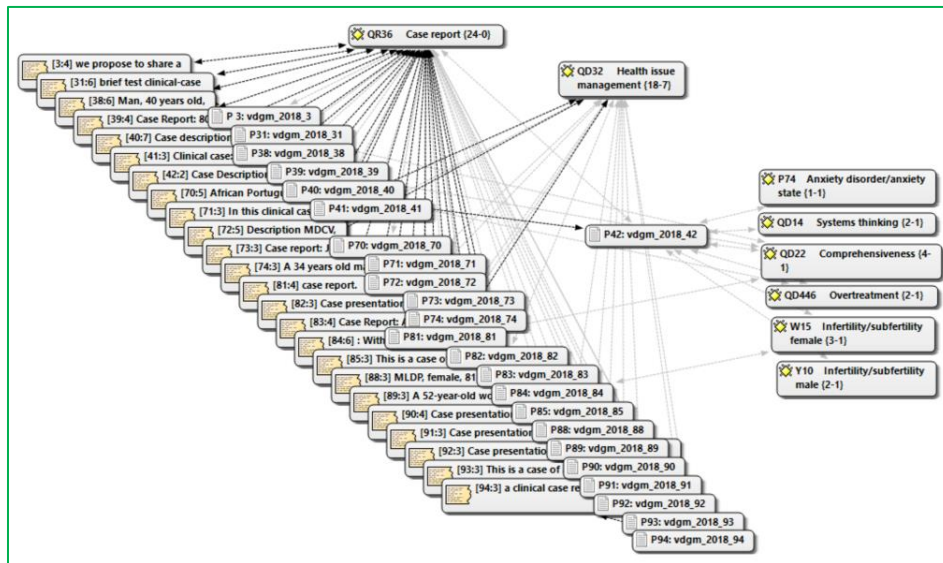 QR36 Case report {24-0}
QD32 Health issue
management {18-7}
[3:4] we propose to share a
[31:6] brief test clinical-case
[38:6] Man, 40 years old,
[39:4] Case Report: 80
[40:7] Case description
[41:3] Clinical case:
[42:2] Case Description
[70:5] African Portugu
[71:3] In this clinical cas
[72:5] Description MDCV,
[73:3] Case report: J
[74:3] A 34 years old ma
[81:4] case report.
[82:3] Case presentation
[83:4] Case Report: A
[84:6] : With
[85:3] This is a case o
[88:3] MLDP, female, 81
[89:3] A 52-year-old wo
[90:4] Case presentation
[91:3] Case presentation
[92:3] Case presentation
[93:3] This is a case of
[94:3] a clinical case re
P 3: vdgm_2018_3
P31: vdgm_2018_31
P38: vdgm_2018_38
P39: vdgm_2018_39
P40: vdgm_2018_40
P41: vdgm_2018_41
P42: vdgm_2018_42
P70: vdgm_2018_70
P71: vdgm_2018_71
P72: vdgm_2018_72
P73: vdgm_2018_73
P74: vdgm_2018_74
P81: vdgm_2018_81
P82: vdgm_2018_82
P83: vdgm_2018_83
P84: vdgm_2018_84
P85: vdgm_2018_85
P88: vdgm_2018_88
P89: vdgm_2018_89
P90: vdgm_2018_90
P91: vdgm_2018_91
P92: vdgm_2018_92
P93: vdgm_2018_93
P94: vdgm_2018_94
P74 Anxiety disorder/anxiety
state {1-1}
QD14 Systems thinking {2-1}
QD22 Comprehensiveness {4-
1}
QD446 Overtreatment {2-1}
W15 Infertility/subfertility
female {3-1}
Y10 Infertility/subfertility
male {2-1}